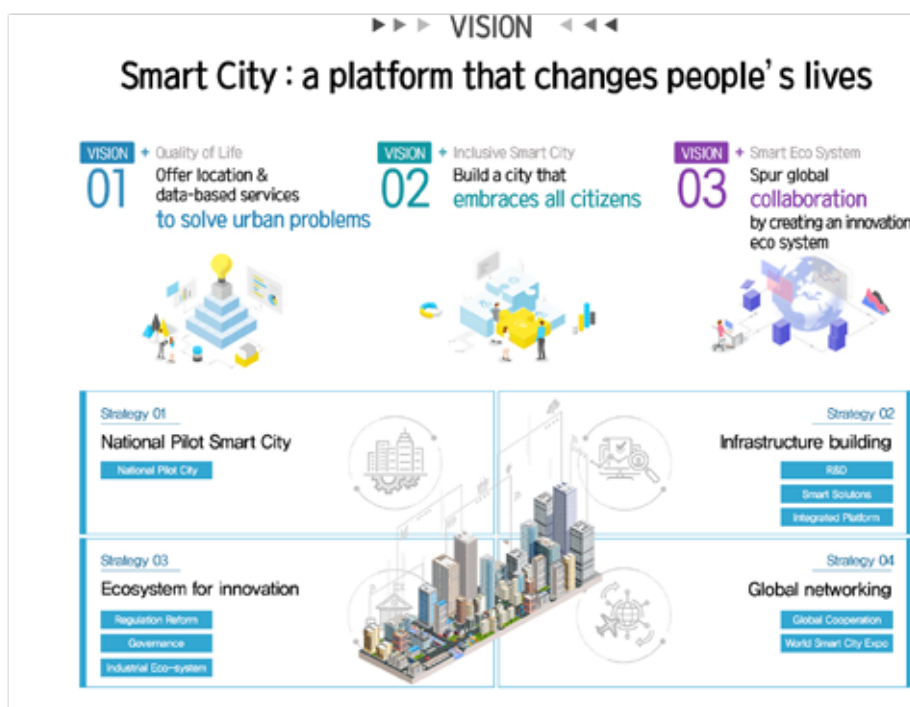 VISION
Smart City : a platform that changes people's lives
VISION + Quality of Life
01
Offer location &
data-based services
to solve urban problems
VISION + Inclusive Smart City
02
Build a city that
embraces all citizens
VISION + Smart Eco System
03
Spur global
collaboration
by creating an innovation
eco system
Strategy 01
National Pilot Smart City
National Pilot City
Strategy 02
Infrastructure building
R&D
Smart Solutons
Integrated Platform
Strategy 03
Ecosystem for innovation
Regulation Reform
Governance
Industrial Eco-system
Strategy 04
Global networking
Global Cooperation
World Smart City Expo